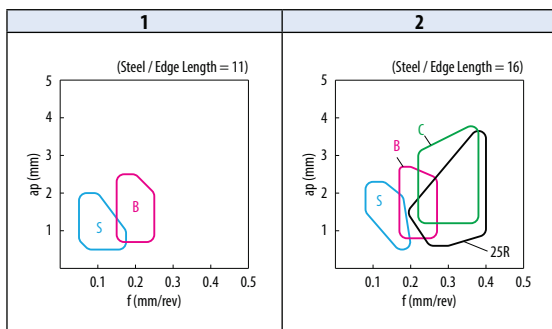 1
2
(Steel / Edge Length = 11)
5
4
3
2
1
ap (mm)
S
B
0.1
0.2
0.3
0.4
0.5
f (mm/rev)
(Steel / Edge Length = 16)
5
4
3
2
1
ap (mm)
S
B
C
25R
0.1
0.2
0.3
0.4
0.5
f (mm/rev)